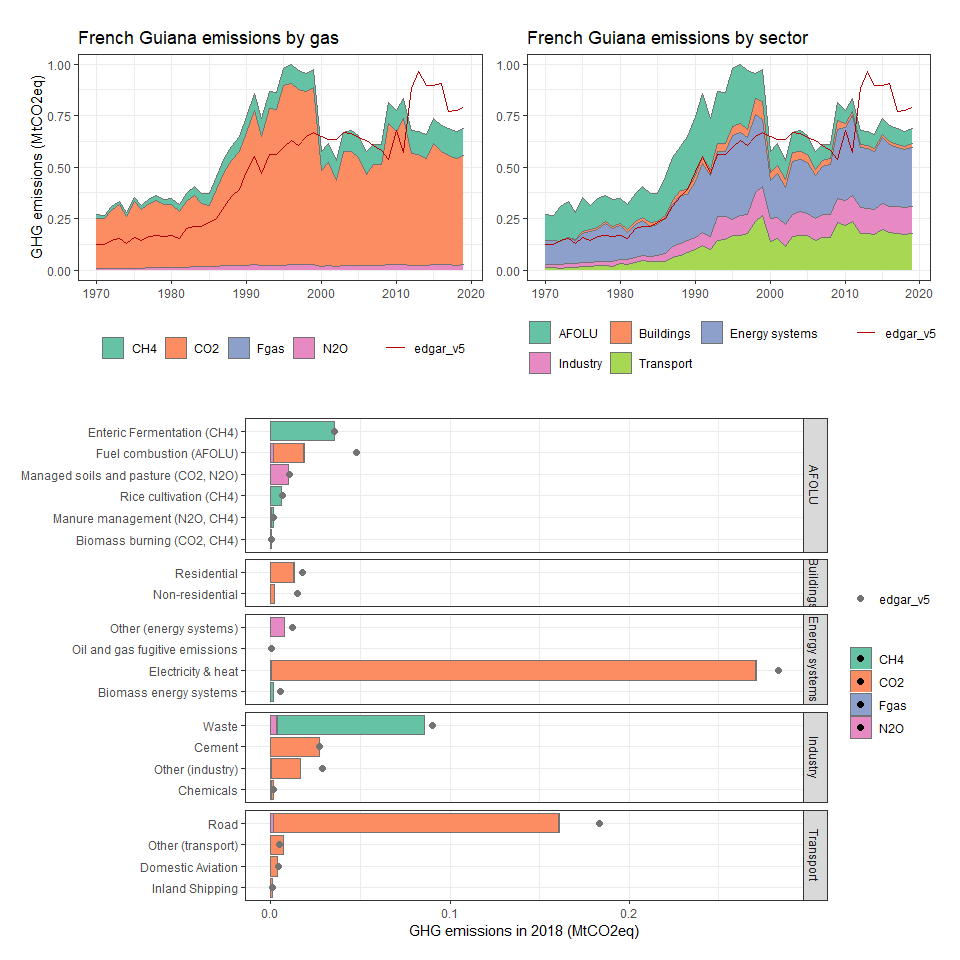 French Guiana emissions by gas
French Guiana emissions by sector
GHG emissions (MtCO2eq)
1.00
0.75
0.50
0.25
0.00
1970 1980 1990 2000 2010 2020
1.00
0.75
0.50
0.25
0.00
1970 1980 1990 2000 2010 2020
CH4 CO2 Fgas N2O edgar_v5
AFOLU Buildings Energy systems edgar_v5
Industry Transport
Enteric Fermentation (CH4)
Fuel combustion (AFOLU)
Managed soils and pasture (CO2, N2O)
Rice cultivation (CH4)
Manure management (N2O, CH4)
Biomass burning (CO2, CH4)
AFOLU
Residential
Non-residential
Buildings
Other (energy systems)
Oil and gas fugitive emissions
Electricity & heat
Biomass energy systems
Energy systems
Waste
Cement
Other (industry)
Chemicals
Industry
Road
Other (transport)
Domestic Aviation
Inland Shipping
Transport
0.0 0.1 0.2
GHG emissions in 2018 (MtCO2eq)
edgar_v5
CH4
CO2
Fgas
N2O